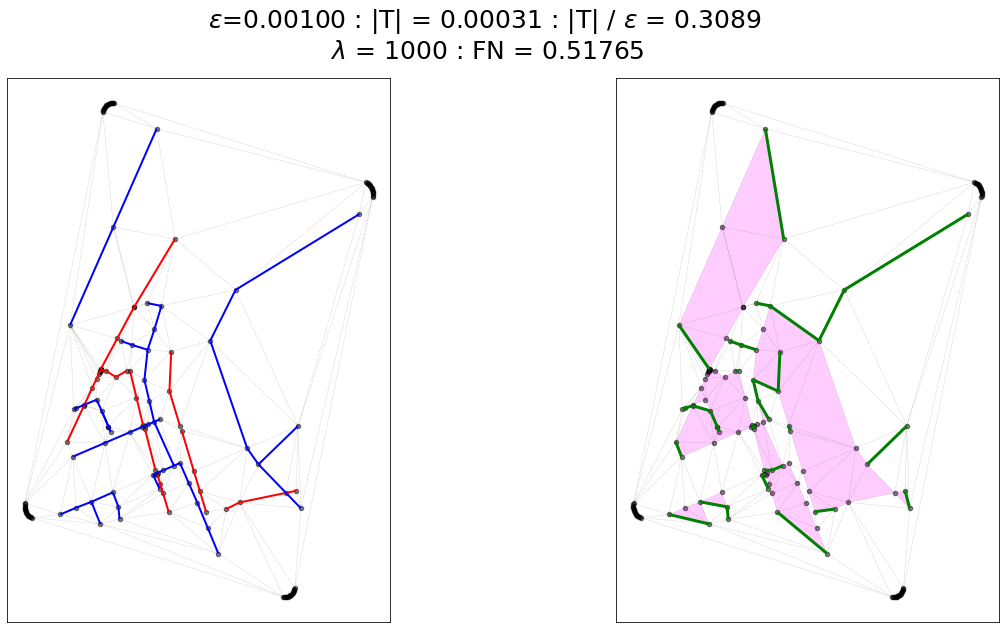 ε=0.00100 : |T| = 0.00031 : |T| / ε = 0.3089
λ = 1000 : FN = 0.51765